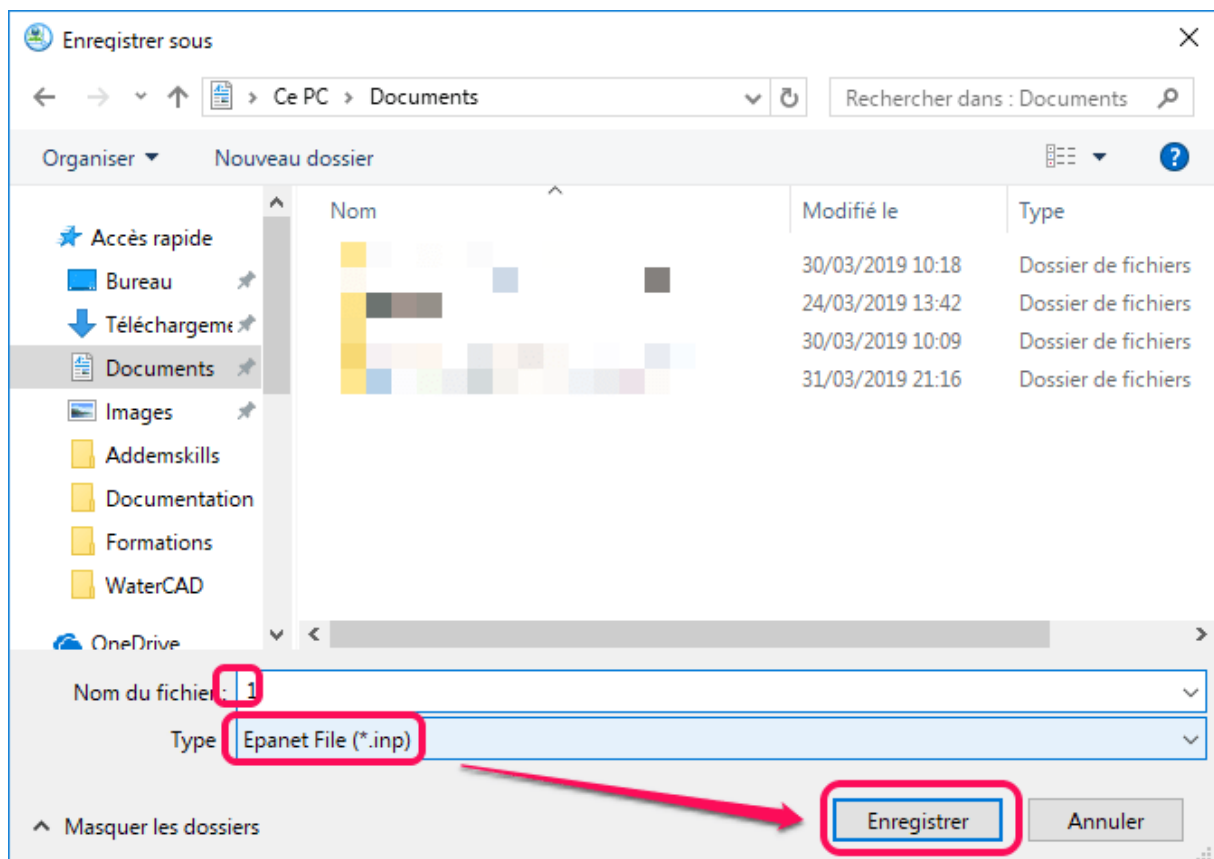 Enregistrer sous
Ce PC > Documents
Rechercher dans : Documents
Organiser
Nouveau dossier
?
Nom
Modifié le
Type
Accès rapide
Bureau
Téléchargeme
Documents
Images
Addemskills
Documentation
Formations
WaterCAD
OneDrive
30/03/2019 10:18
Dossier de fichiers
24/03/2019 13:42
Dossier de fichiers
30/03/2019 10:09
Dossier de fichiers
31/03/2019 21:16
Dossier de fichiers
Nom du fichier :
1
Type
Epanet File (*.inp)
Masquer les dossiers
Enregistrer
Annuler